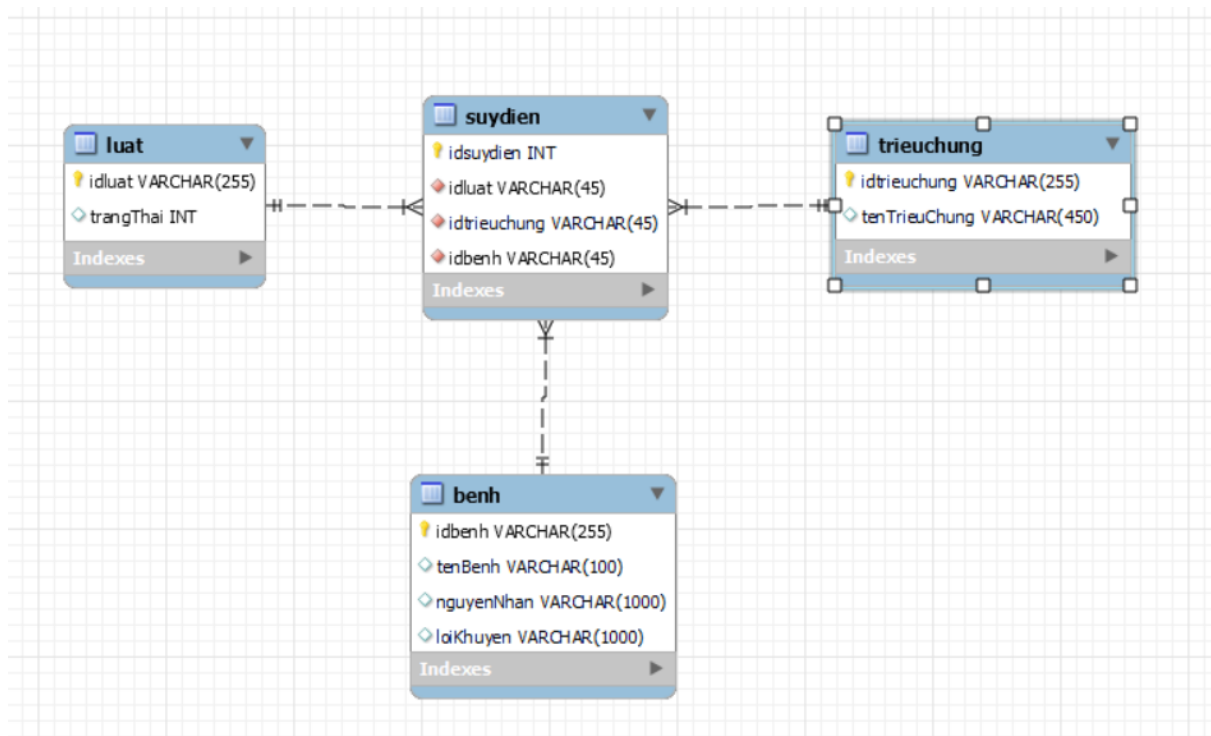 luat
idluat VARCHAR(255)
trangThai INT
Indexes
suydien
idsuydien INT
idluat VARCHAR(45)
idtrieuchung VARCHAR(45)
idbenh VARCHAR(45)
Indexes
trieuchung
idtrieuchung VARCHAR(255)
tenTrieuChung VARCHAR(450)
Indexes
benh
idbenh VARCHAR(255)
tenBenh VARCHAR(100)
nguyenNhan VARCHAR(1000)
loiKhuyen VARCHAR(1000)
Indexes